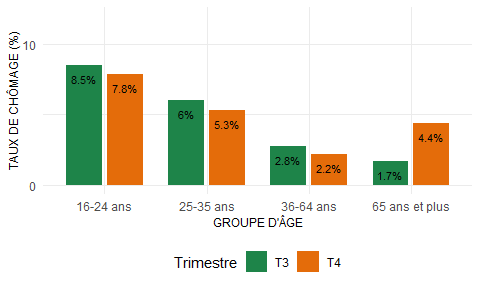 TAUX DE CHÔMAGE (%)
10
0
8.5%
7.8%
6%
5.3%
2.8%
2.2%
1.7%
4.4%
16-24 ans
25-35 ans
36-64 ans
65 ans et plus
GROUPE D'ÂGE
Trimestre
T3
T4